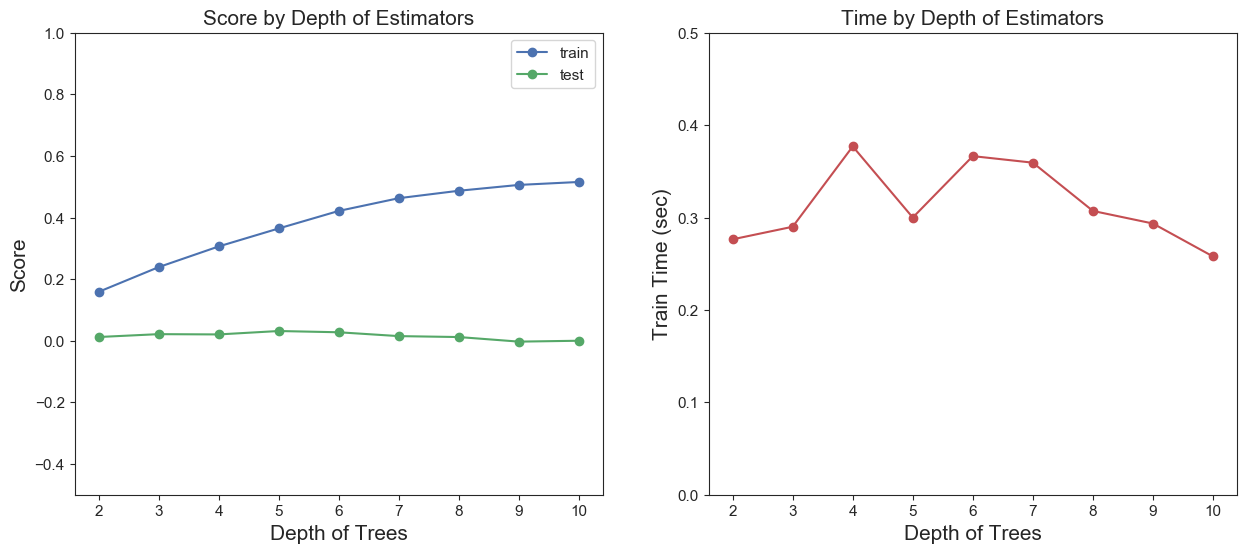 Score by Depth of Estimators
1.0
0.8
0.6
0.4
0.2
0.0
−0.2
−0.4
Score
train
test
2 3 4 5 6 7 8 9 10
Depth of Trees
Time by Depth of Estimators
0.5
0.4
0.3
0.2
0.1
0.0
Train Time (sec)
2 3 4 5 6 7 8 9 10
Depth of Trees